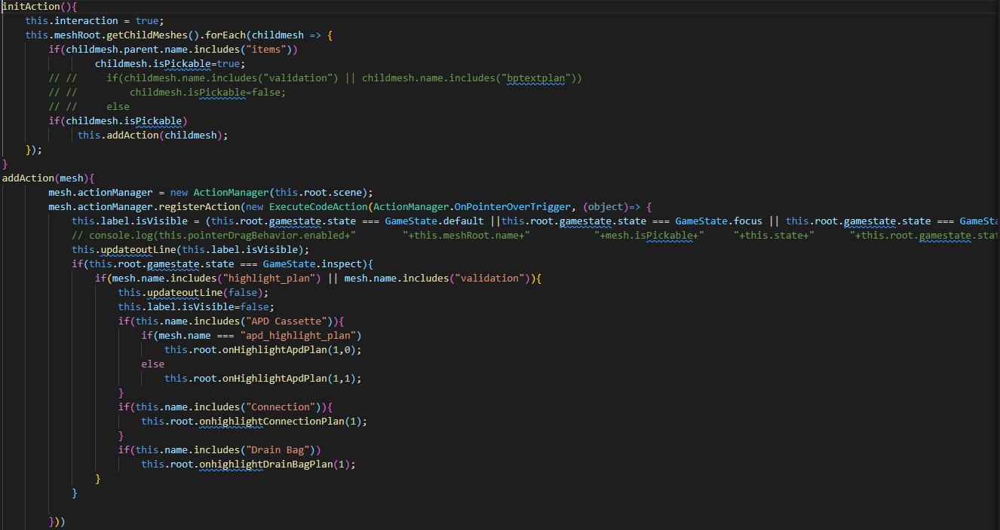 initAction(){
this.interaction = true;
this.meshRoot.getChildMeshes().forEach(childmesh => {
if(childmesh.parent.name.includes("items"))
childmesh.isPickable=true;
// //     if(childmesh.name.includes("validation") || childmesh.name.includes("bptextplan"))
// //         childmesh.isPickable=false;
// //     else
if(childmesh.isPickable)
this.addAction(childmesh);
});
}
addAction(mesh){
mesh.actionManager = new ActionManager(this.root.scene);
mesh.actionManager.registerAction(new ExecuteCodeAction(ActionManager.OnPointerOverTrigger, (object)=> {
this.label.isVisible = (this.root.gamestate.state === GameState.default ||this.root.gamestate.state === GameState.focus || this.root.gamestate.state === GameSta
// console.log(this.pointerDragBehavior.enabled+"        "+this.meshRoot.name+"           "+mesh.isPickable+"     "+this.state+"      "+this.root.gamestate.stat
this.updateoutLine(this.label.isVisible);
if(this.root.gamestate.state === GameState.inspect){
if(mesh.name.includes("highlight_plan") || mesh.name.includes("validation")){
this.updateoutLine(false);
this.label.isVisible=false;
if(this.name.includes("APD Cassette")){
if(mesh.name === "apd_highlight_plan")
this.root.onHighlightApdPlan(1,0);
else
this.root.onHighlightApdPlan(1,1);
}
if(this.name.includes("Connection")){
this.root.onhighlightConnectionPlan(1);
}
if(this.name.includes("Drain Bag"))
this.root.onhighlightDrainBagPlan(1);
}
}
}))